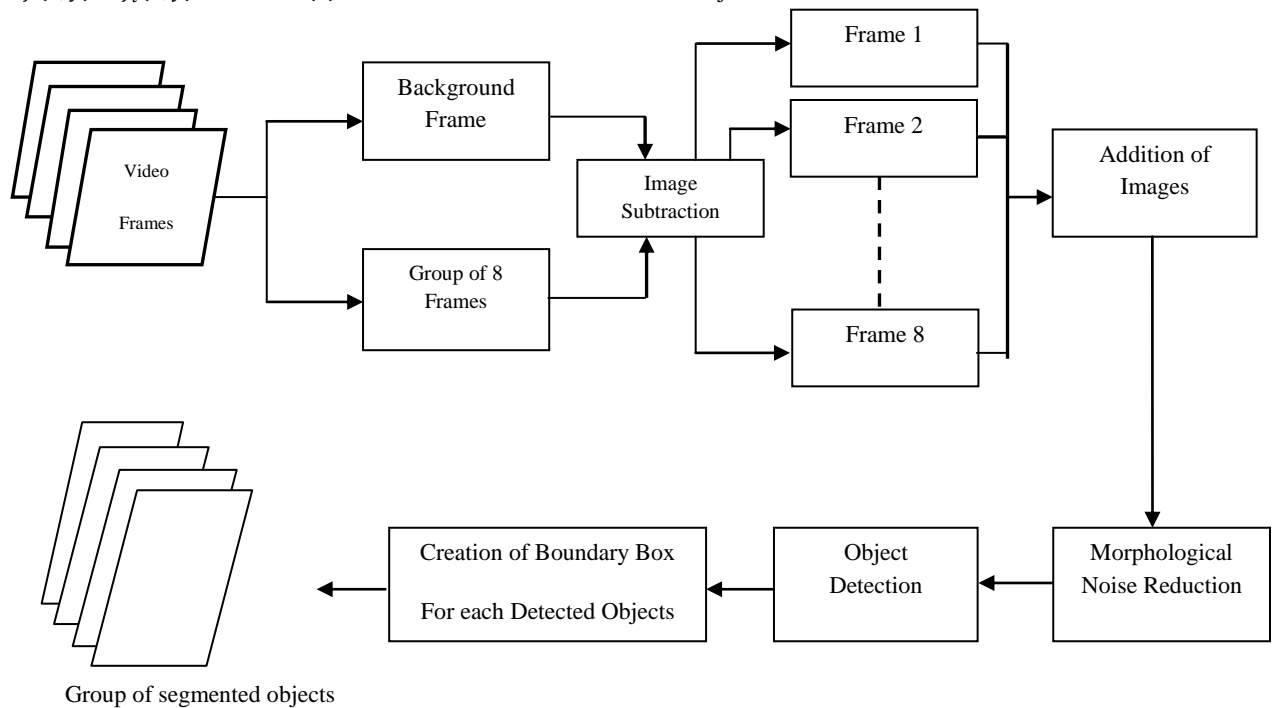 Video
Frames
Background
Frame
Group of 8
Frames
Image
Subtraction
Frame 1
Frame 2
Frame 8
Addition of
Images
Morphological
Noise Reduction
Object
Detection
Creation of Boundary Box
For each Detected Objects
Group of segmented objects